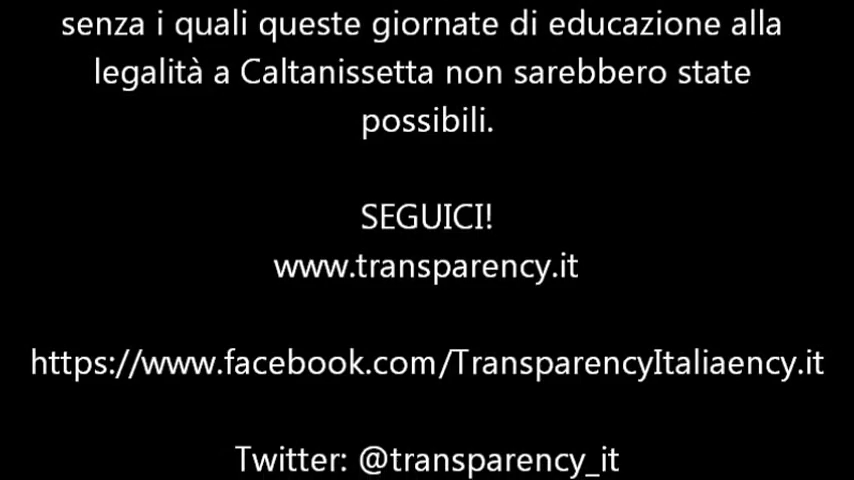 senza i quali queste giornate di educazione alla
legalità a Caltanissetta non sarebbero state
possibili.
SEGUICI!
www.transparency.it
https://www.facebook.com/TransparencyItaliaency.it
Twitter: @transparency_it